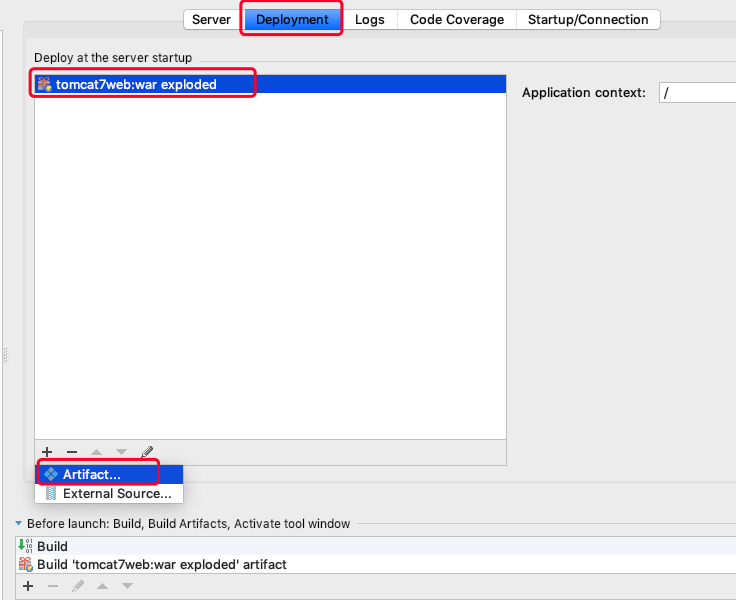 Server Deployment Logs Code Coverage Startup/Connection
Deploy at the server startup
tomcat7web:war exploded
Application context: /
Artifact...
External Source...
Before launch: Build, Build Artifacts, Activate tool window
Build
Build 'tomcat7web:war exploded' artifact